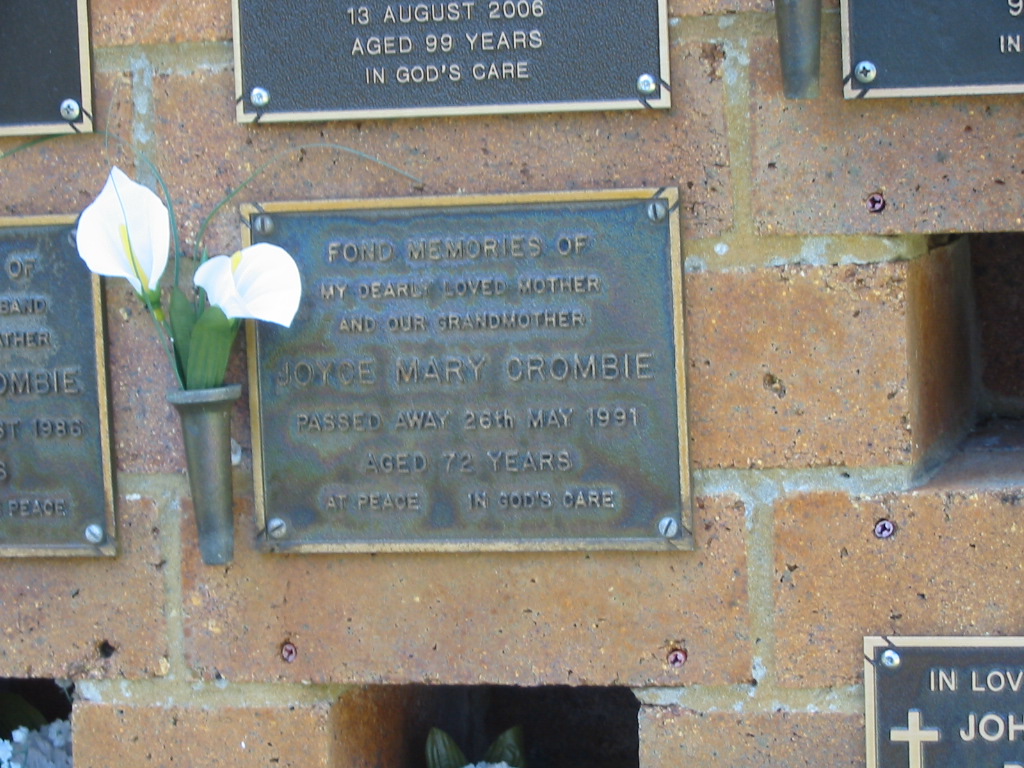 13 AUGUST 2006
AGED 99 YEARS
IN GOD'S CARE
9
IN
OF
BAND
ATHER
OMBIE
ST 1986
S
PEACE
FOND MEMORIES OF
MY DEARLY LOVED MOTHER
AND OUR GRANDMOTHER
JOYCE MARY CROMBIE
PASSED AWAY 26th MAY 1991
AGED 72 YEARS
AT PEACE IN GOD'S CARE
IN LOV
JOH